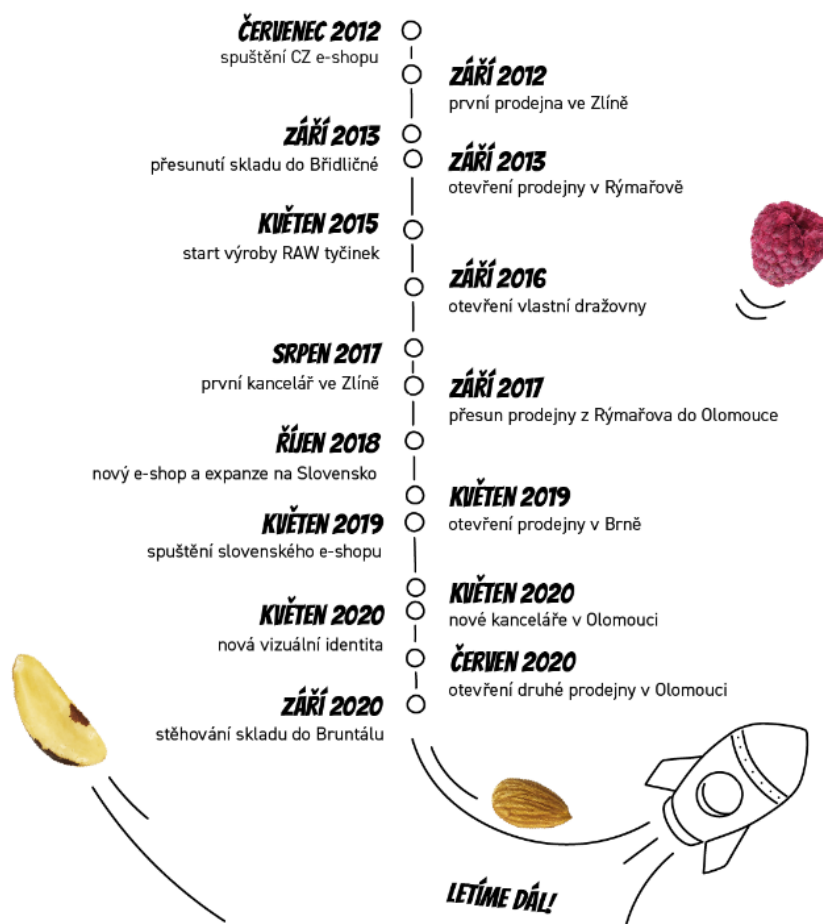 ČERVENEC 2012
spuštění CZ e-shopu
ZÁŘÍ 2012
první prodejna ve Zlíně
ZÁŘÍ 2013
přesunutí skladu do Břidličné
ZÁŘÍ 2013
otevření prodejny v Rýmařově
KVĚTEN 2015
start výroby RAW tyčinek
ZÁŘÍ 2016
otevření vlastní dražovny
SRPEN 2017
první kancelář ve Zlíně
ZÁŘÍ 2017
přesun prodejny z Rýmařova do Olomouce
ŘÍJEN 2018
nový e-shop a expanze na Slovensko
KVĚTEN 2019
otevření prodejny v Brně
KVĚTEN 2019
spuštění slovenského e-shopu
KVĚTEN 2020
nové kanceláře v Olomouci
KVĚTEN 2020
nová vizuální identita
ČERVEN 2020
otevření druhé prodejny v Olomouci
ZÁŘÍ 2020
stěhování skladu do Bruntálu
LETÍME DÁL!